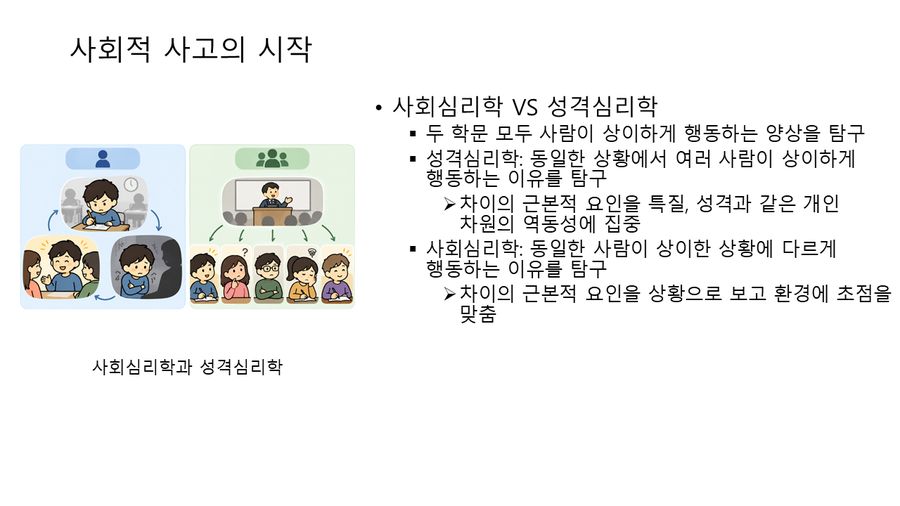 사회적 사고의 시작
• 사회심리학 VS 성격심리학
▪ 두 학문 모두 사람이 상이하게 행동하는 양상을 탐구
▪ 성격심리학: 동일한 상황에서 여러 사람이 상이하게
행동하는 이유를 탐구
➢차이의 근본적 요인을 특질, 성격과 같은 개인
차원의 역동성에 집중
▪ 사회심리학: 동일한 사람이 상이한 상황에 다르게
행동하는 이유를 탐구
➢차이의 근본적 요인을 상황으로 보고 환경에 초점을
맞춤
?
사회심리학과 성격심리학